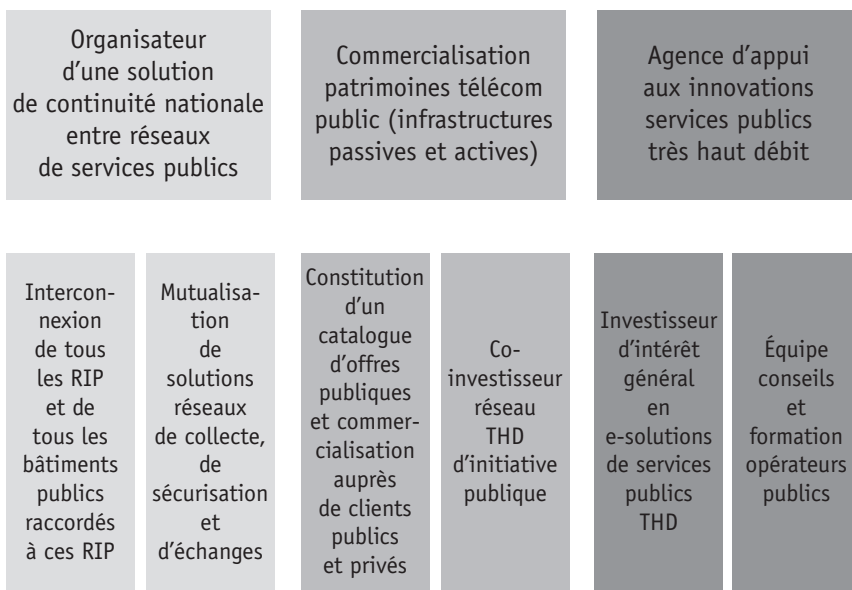 Organisateur
d'une solution
de continuité nationale
entre réseaux
de services publics
Commercialisation
patrimoines télécom
public (infrastructures
passives et actives)
Agence d'appui
aux innovations
services publics
très haut débit
Intercon-
nexion
de tous
les RIP
et de
tous les
bâtiments
publics
raccordés
à ces RIP
Mutualisa-
tion
de
solutions
réseaux
de collecte,
de
sécurisation
et
d'échanges
Constitution
d'un
catalogue
d'offres
publiques
et commer-
cialisation
auprès
de clients
publics
et privés
Co-
investisseur
réseau
THD
d'initiative
publique
Investisseur
d'intérêt
général
en
e-solutions
de services
publics
THD
Équipe
conseils
et
formation
opérateurs
publics